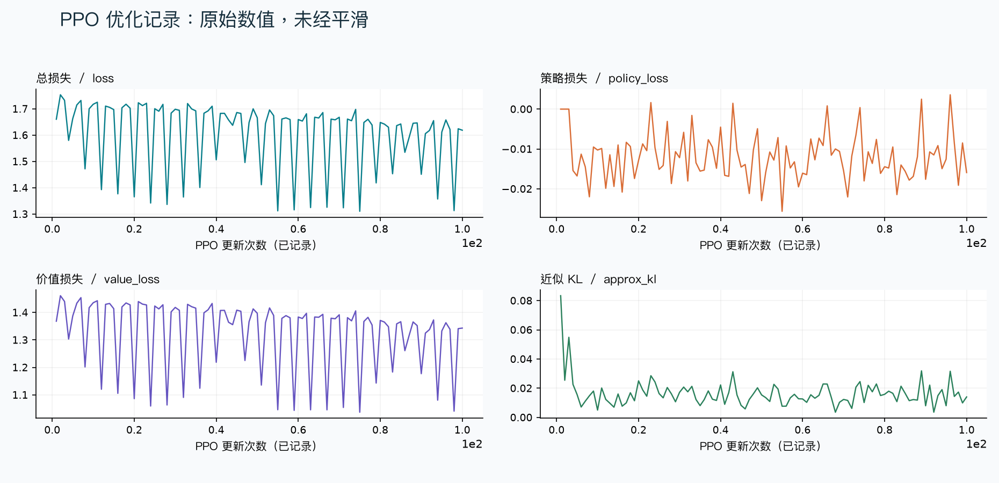 PPO 优化记录：原始数值，未经平滑
总损失 / loss
1.7
1.6
1.5
1.4
1.3
0.0 0.2 0.4 0.6 0.8 1.0
1e2
PPO 更新次数（已记录）
策略损失 / policy_loss
0.00
−0.01
−0.02
0.0 0.2 0.4 0.6 0.8 1.0
1e2
PPO 更新次数（已记录）
价值损失 / value_loss
1.4
1.3
1.2
1.1
0.0 0.2 0.4 0.6 0.8 1.0
1e2
PPO 更新次数（已记录）
近似 KL / approx_kl
0.08
0.06
0.04
0.02
0.00
0.0 0.2 0.4 0.6 0.8 1.0
1e2
PPO 更新次数（已记录）